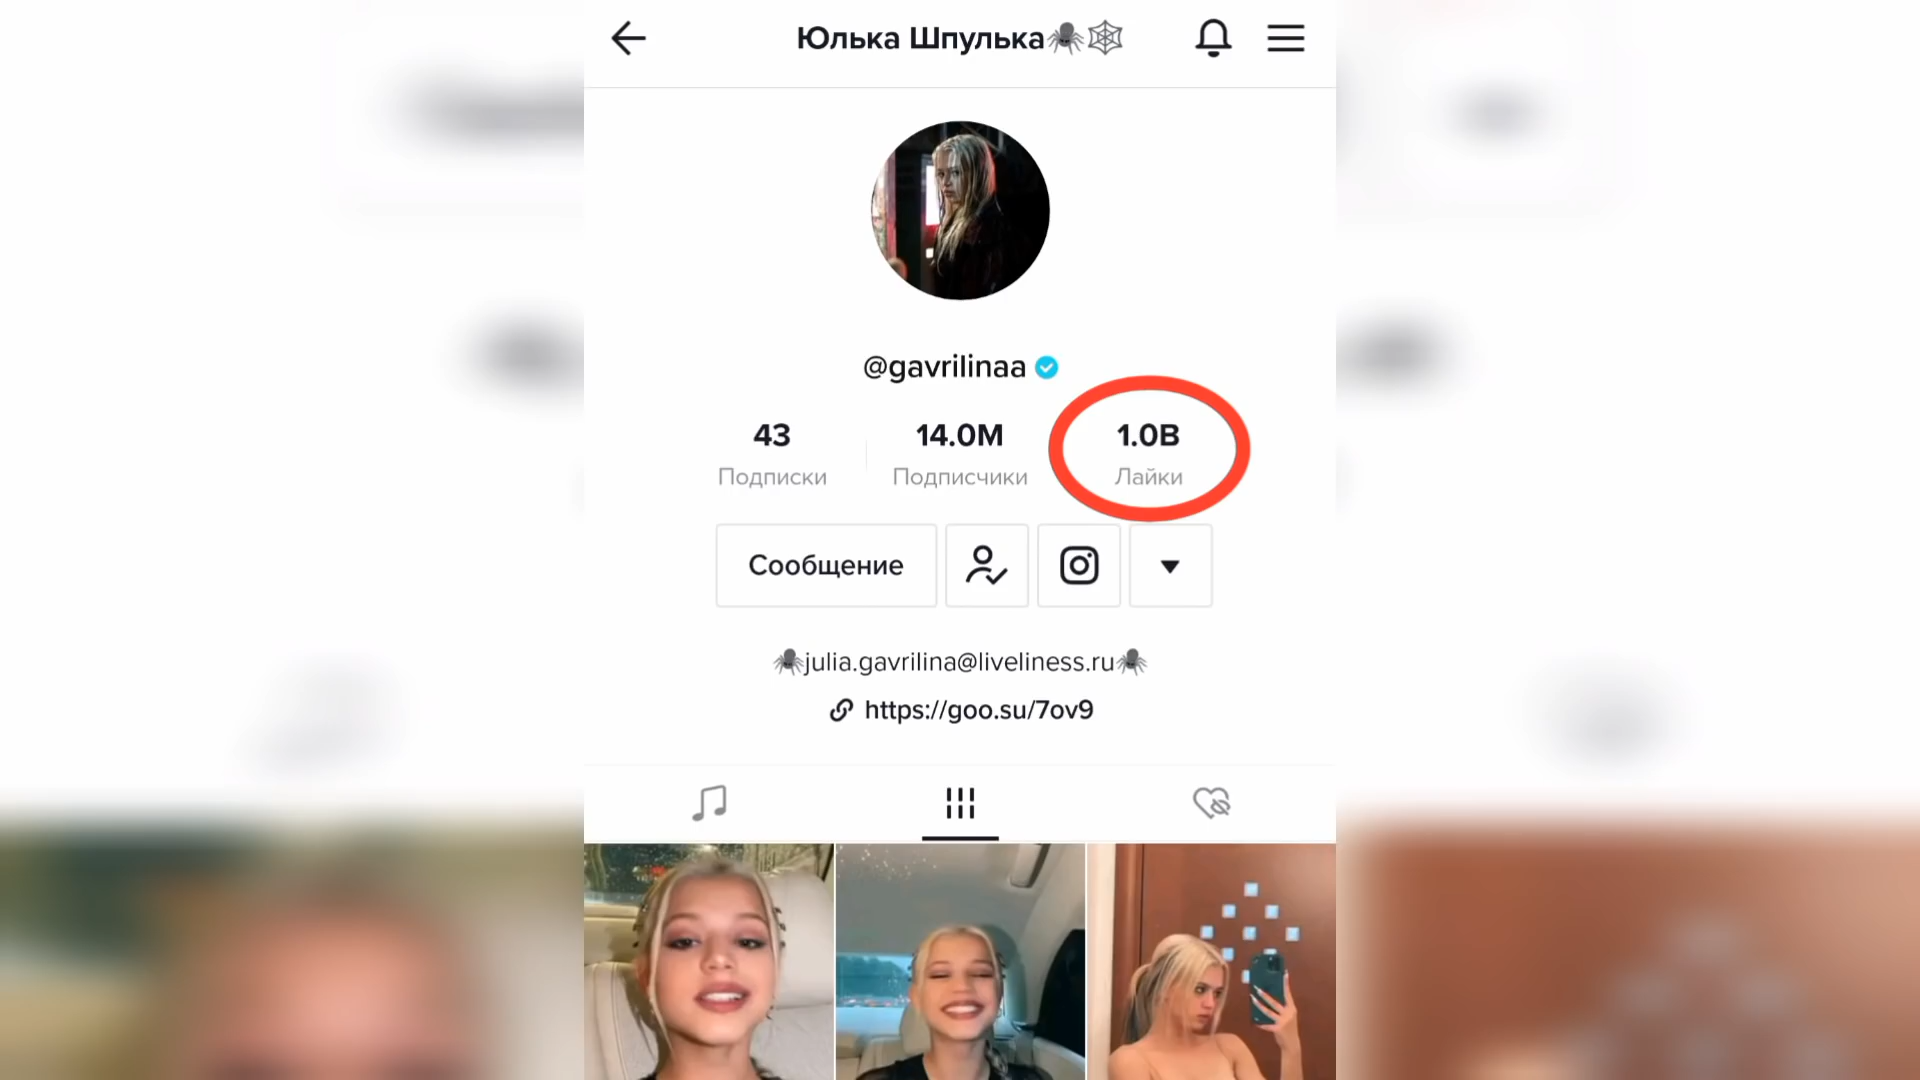 Юлька Шпулька🕷🕸
@gavrilinaa
43
14.0M
1.0B
Подписки
Подписчики
Лайки
Сообщение
🕷julia.gavrilina@liveliness.ru🕷
https://goo.su/7ov9